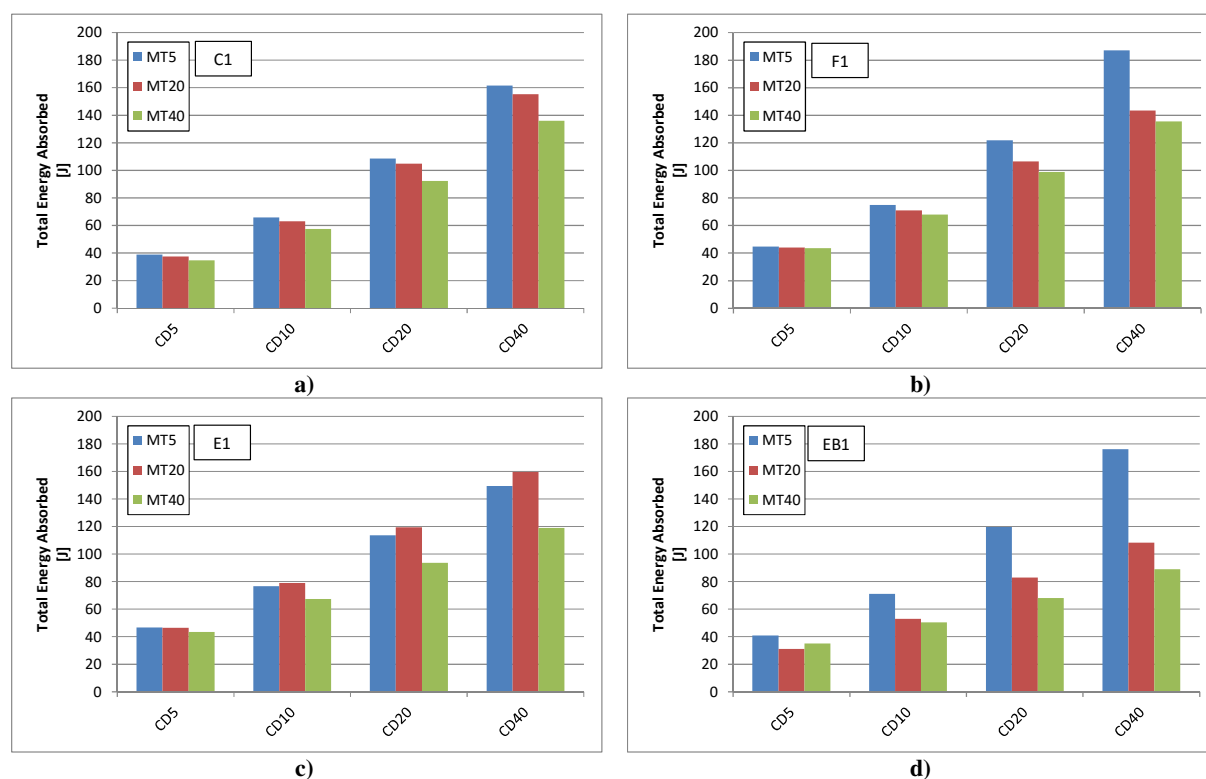 Total Energy Absorbed
[J]
200
180
160
140
120
100
80
60
40
20
0
MT5
MT20
MT40
C1
CD5
CD10
CD20
CD40
a)
Total Energy Absorbed
[J]
200
180
160
140
120
100
80
60
40
20
0
MT5
MT20
MT40
F1
CD5
CD10
CD20
CD40
b)
Total Energy Absorbed
[J]
200
180
160
140
120
100
80
60
40
20
0
MT5
MT20
MT40
E1
CD5
CD10
CD20
CD40
c)
Total Energy Absorbed
[J]
200
180
160
140
120
100
80
60
40
20
0
MT5
MT20
MT40
EB1
CD5
CD10
CD20
CD40
d)